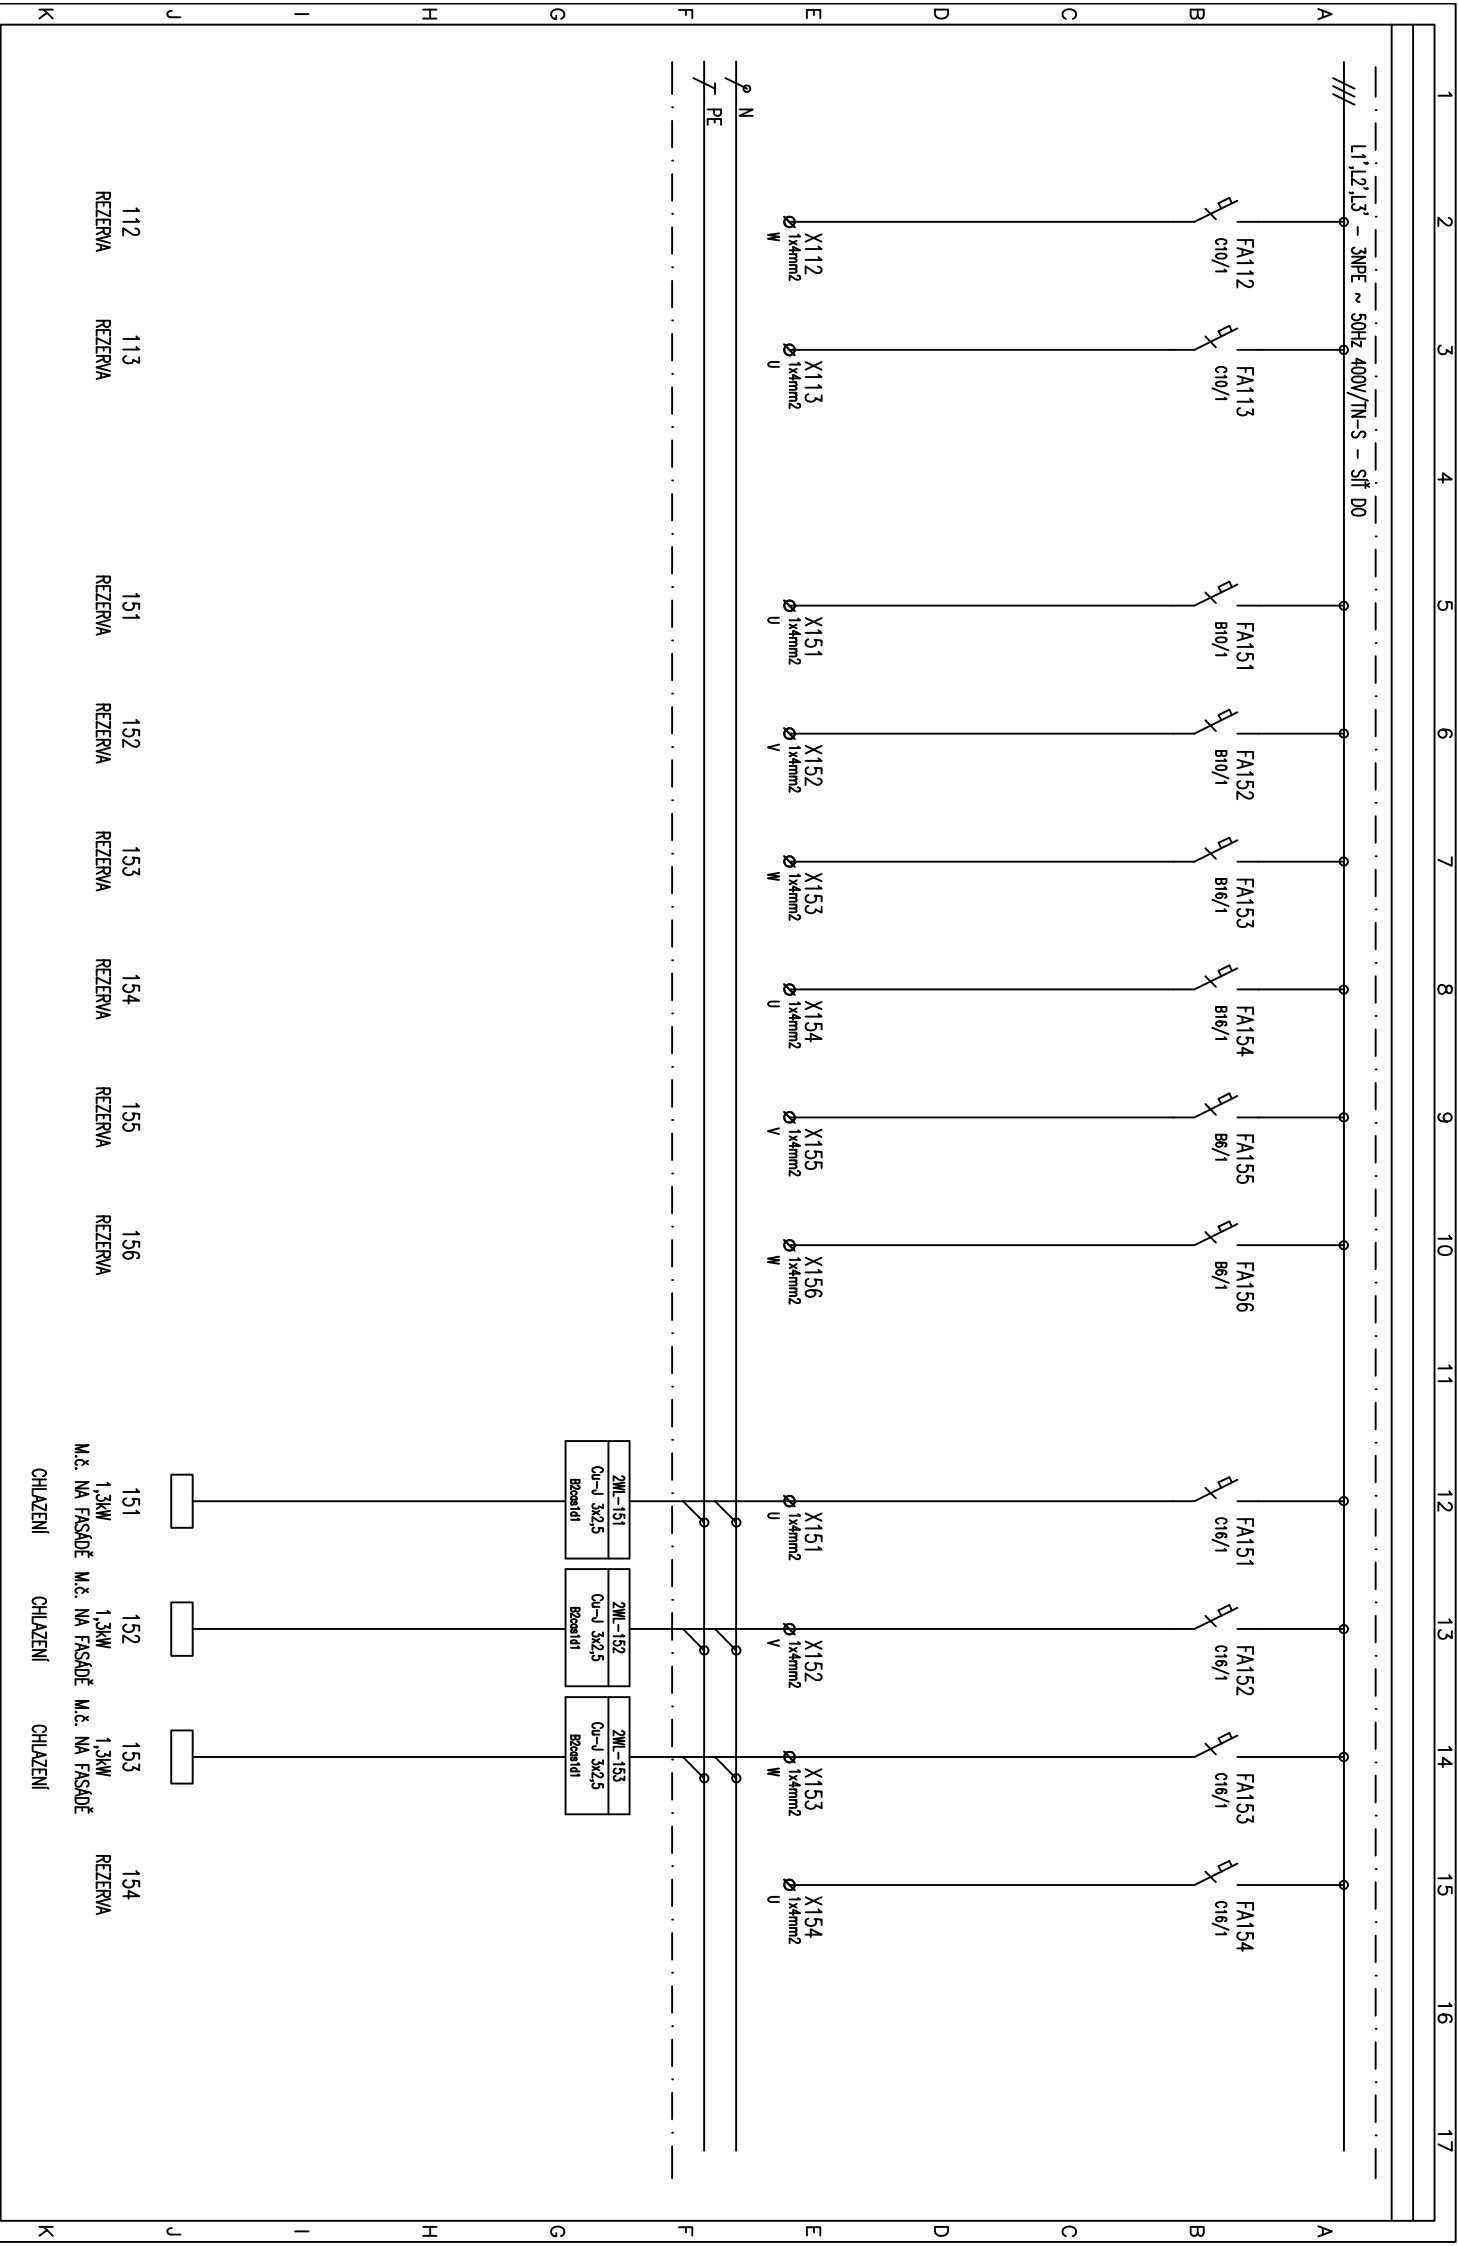 1 2 3 4 5 6 7 8 9 10 11 12 13 14 15 16 17
A A
L1',L2',L3' – 3NPE ~ 50Hz 400V/TN–S – SÍŤ DO
B B
FA112 FA113 FA151 FA152 FA153 FA154 FA155 FA156 FA151 FA152 FA153 FA154
C10/1 C10/1 B10/1 B10/1 B16/1 B16/1 B6/1 B6/1 C16/1 C16/1 C16/1 C16/1
C C
D D
E E
X112 X113 X151 X152 X153 X154 X155 X156 X151 X152 X153 X154
1x4mm2 1x4mm2 1x4mm2 1x4mm2 1x4mm2 1x4mm2 1x4mm2 1x4mm2 1x4mm2 1x4mm2 1x4mm2 1x4mm2
W U U V W U V W U V W U
N
PE
F F
2WL–151 2WL–152 2WL–153
Cu–J 3x2,5 Cu–J 3x2,5 Cu–J 3x2,5
B2cas1d1 B2cas1d1 B2cas1d1
G G
H H
I I
J J
112 113 151 152 153 154 155 156 151 152 153 154
REZERVA REZERVA REZERVA REZERVA REZERVA REZERVA REZERVA REZERVA 1,3kW 1,3kW 1,3kW REZERVA
M.č. NA FASÁDĚ M.č. NA FASÁDĚ M.č. NA FASÁDĚ
K K
CHLAZENÍ CHLAZENÍ CHLAZENÍ